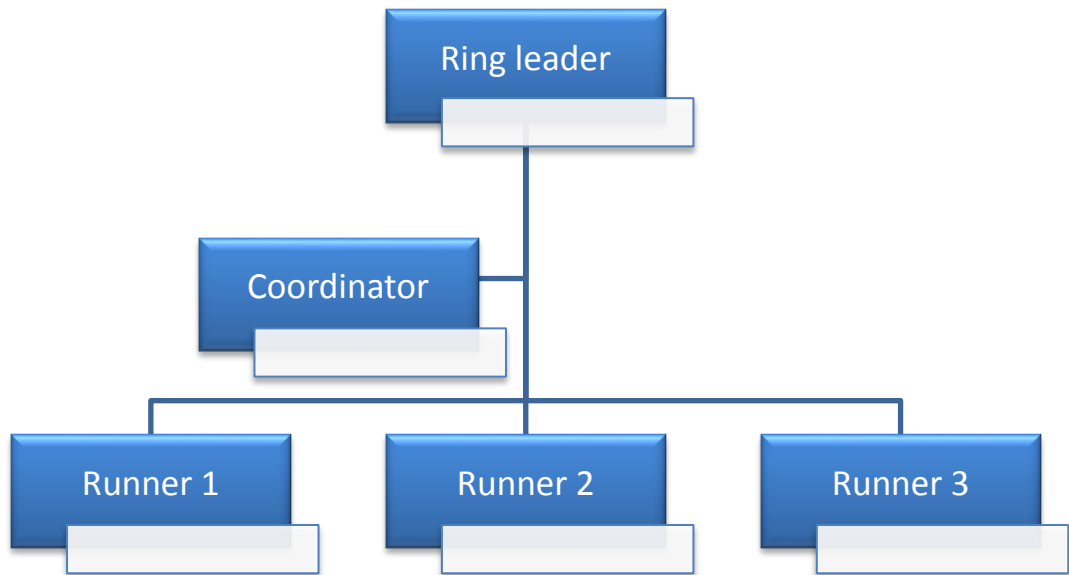 Ring leader
Coordinator
Runner 1
Runner 2
Runner 3